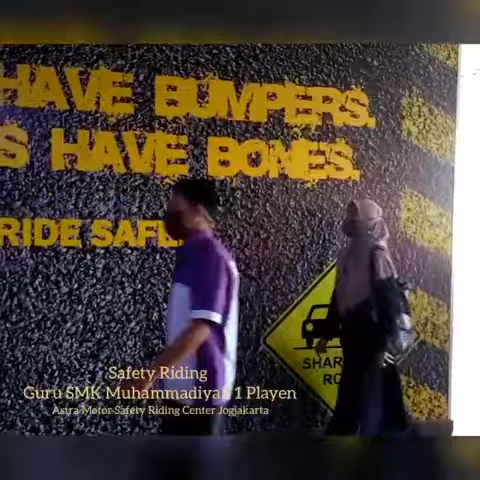 HAVE BUMPERS.
S HAVE BONES.
RIDE SAFE.
SHAR
RO
Safety Riding
Guru SMK Muhammadiyah 1 Playen
Astra Motor Safety Riding Center Jogjakarta